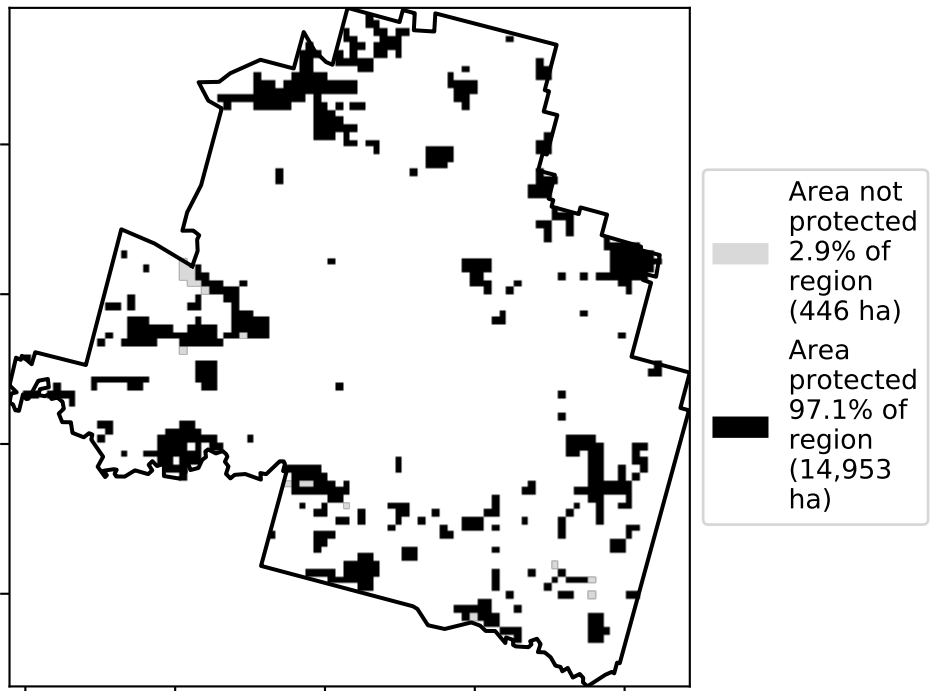 Area not
protected
2.9% of
region
(446 ha)
Area
protected
97.1% of
region
(14,953
ha)